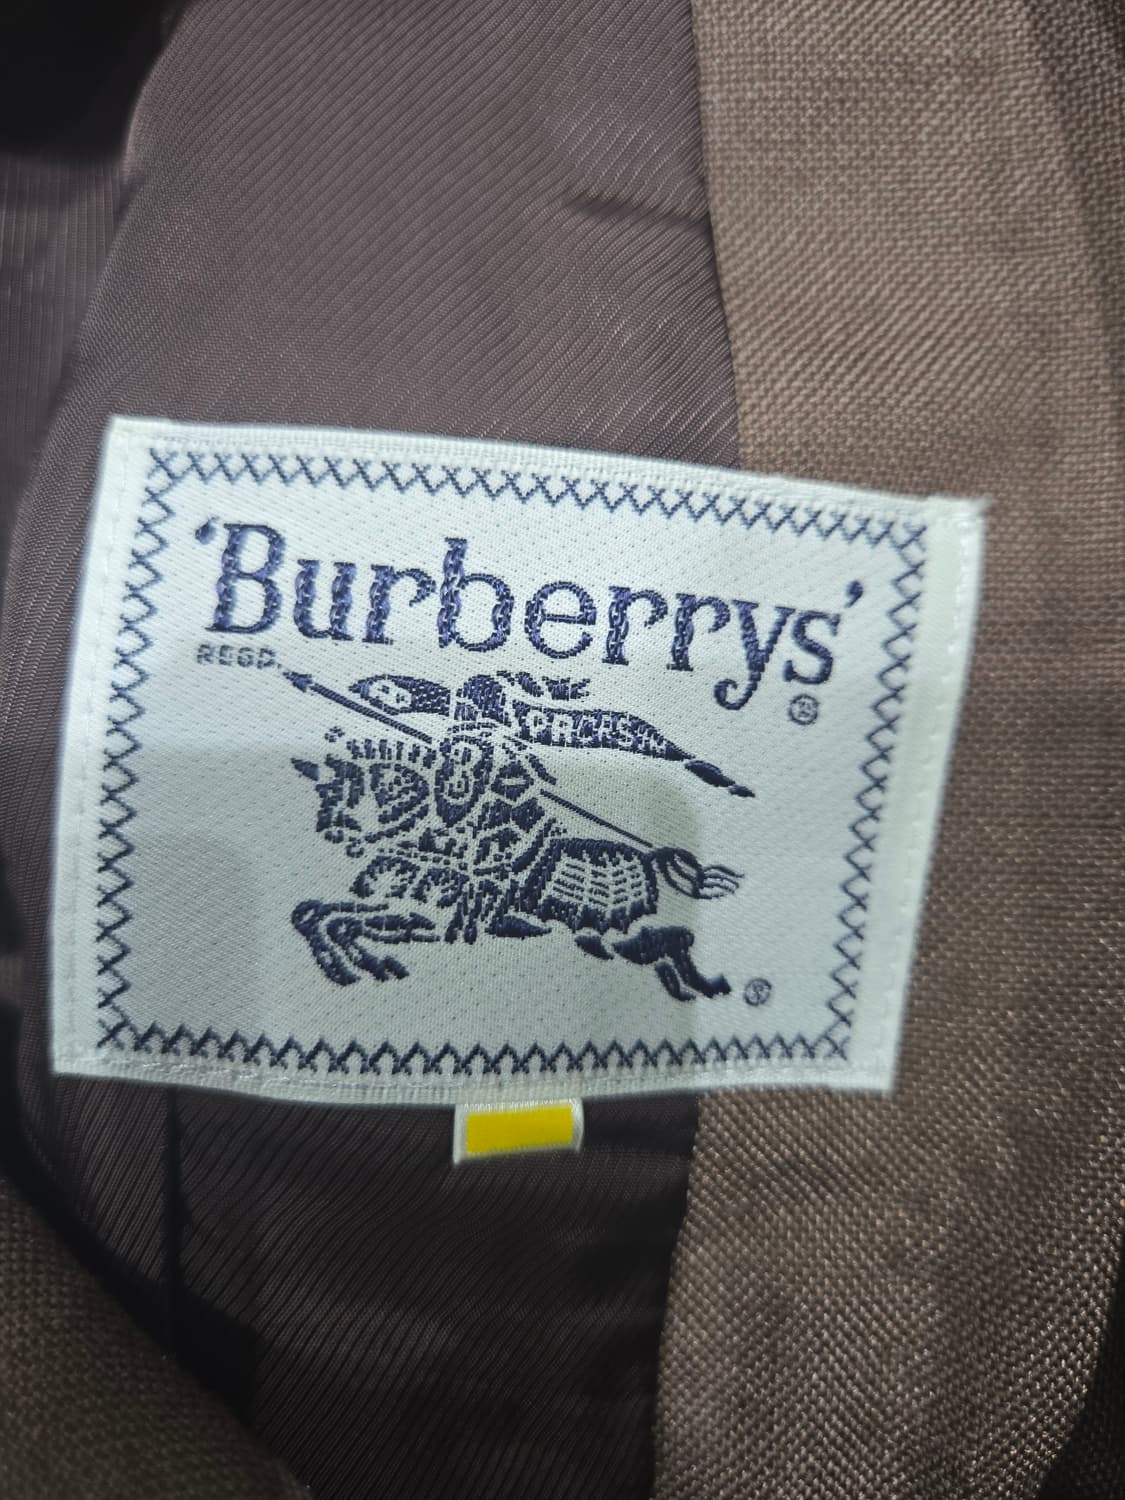 'Burberrys'
REGD.
®
PRORSUM
®